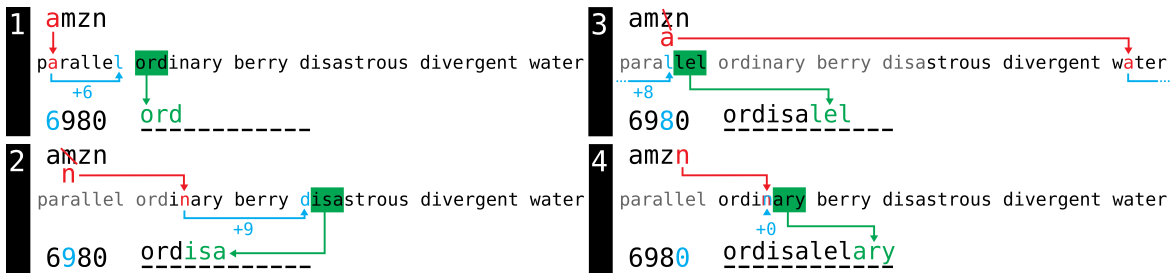 1
amzn
parallel ordinary berry disastrous divergent water
+6
6980
ord
2
amzn
n
parallel ordinary berry disastrous divergent water
+9
6980
ordisa
3
amzn
a
parallel ordinary berry disastrous divergent water
+8
6980
ordisalel
4
amzn
parallel ordinary berry disastrous divergent water
+0
6980
ordisalelary